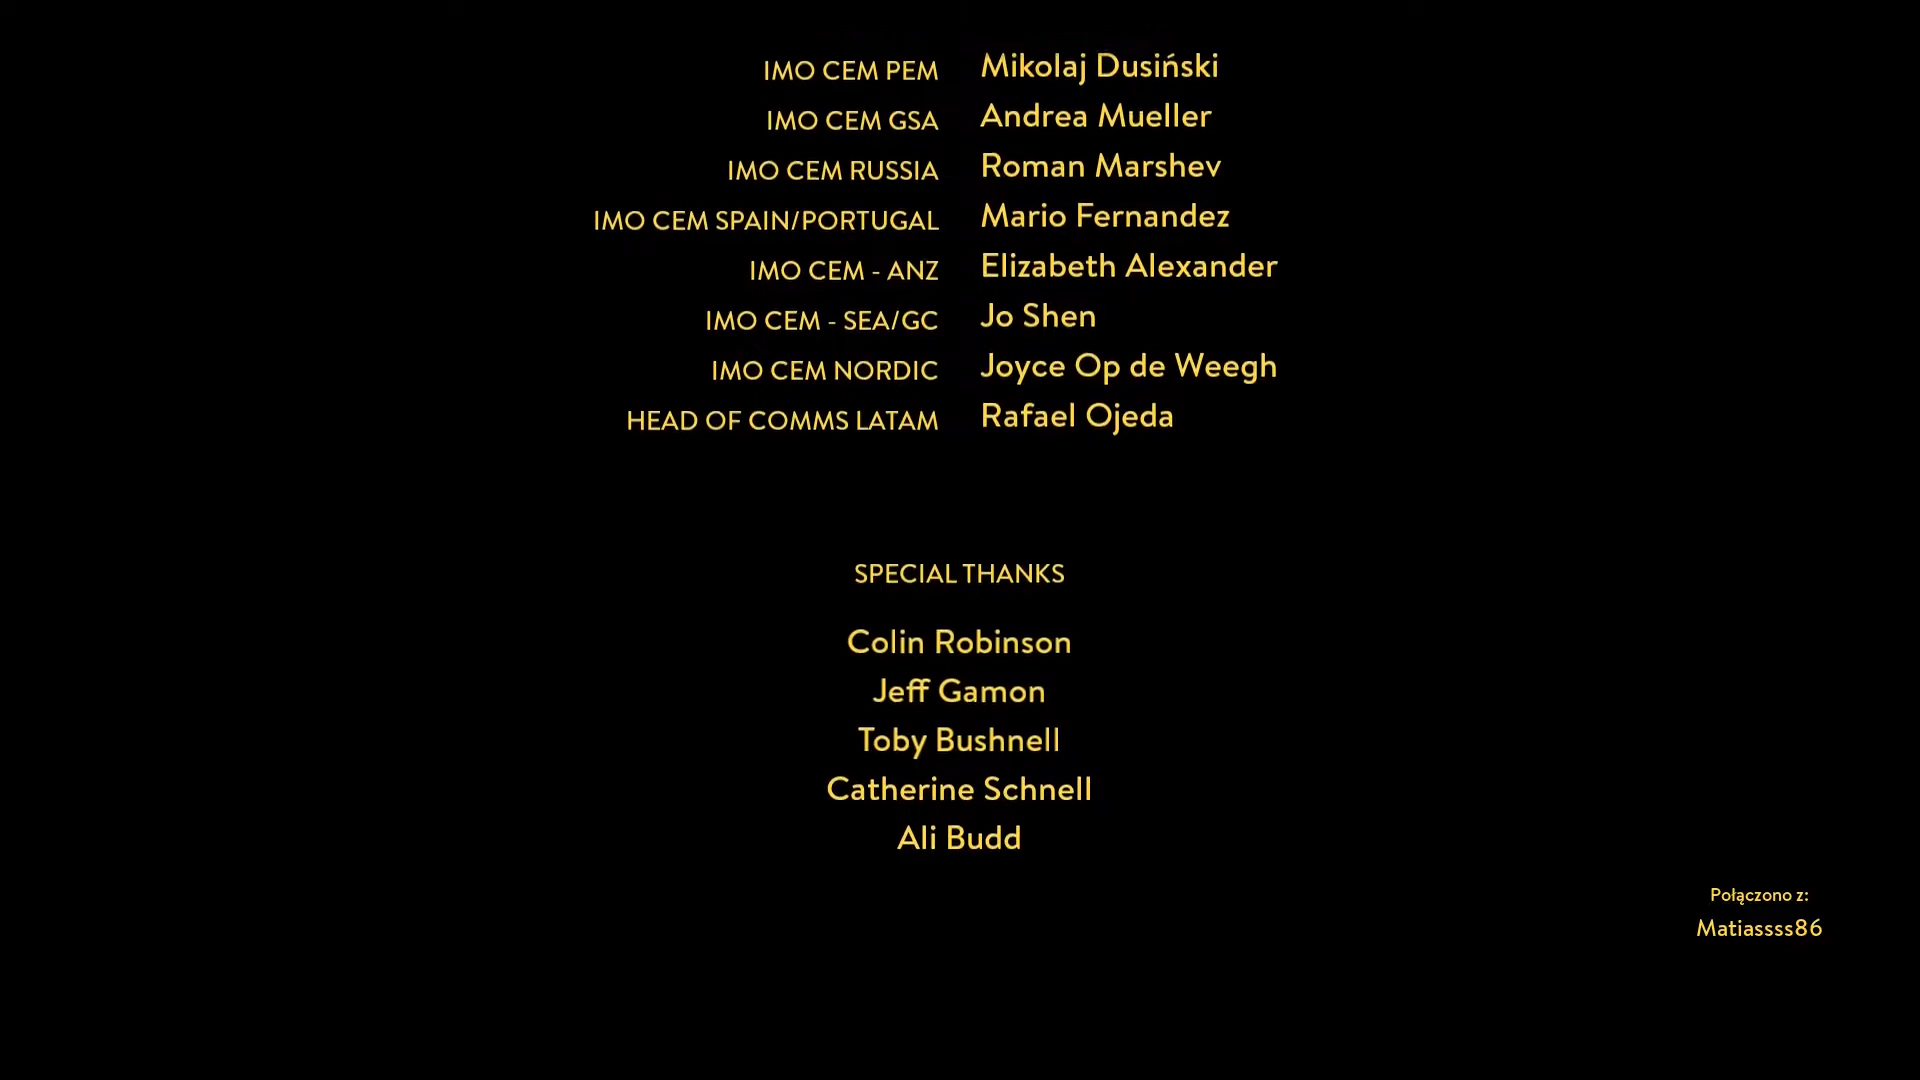 IMO CEM PEM Mikolaj Dusiński
IMO CEM GSA Andrea Mueller
IMO CEM RUSSIA Roman Marshev
IMO CEM SPAIN/PORTUGAL Mario Fernandez
IMO CEM - ANZ Elizabeth Alexander
IMO CEM - SEA/GC Jo Shen
IMO CEM NORDIC Joyce Op de Weegh
HEAD OF COMMS LATAM Rafael Ojeda
SPECIAL THANKS
Colin Robinson
Jeff Gamon
Toby Bushnell
Catherine Schnell
Ali Budd
Połączono z:
Matiassss86